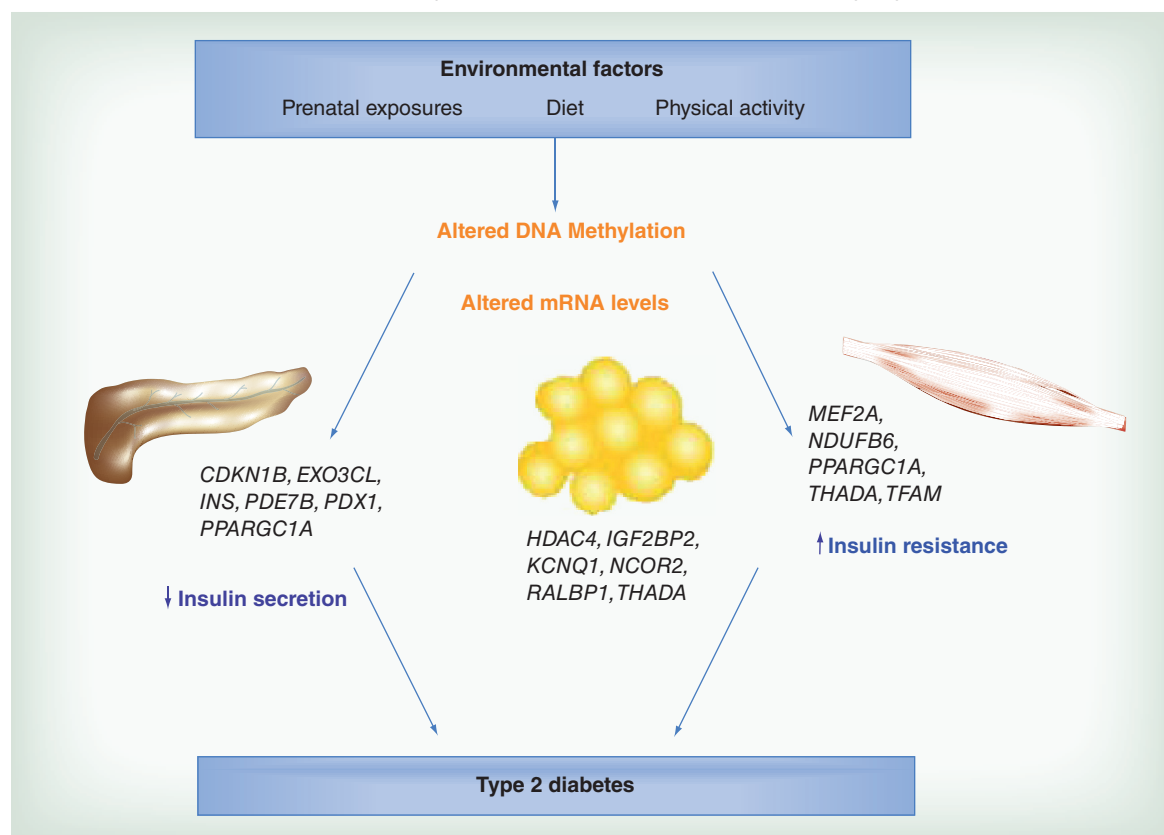 Environmental factors
Prenatal exposures Diet Physical activity
Altered DNA Methylation
Altered mRNA levels
CDKN1B, EXO3CL,
INS, PDE7B, PDX1,
PPARGC1A
↓ Insulin secretion
HDAC4, IGF2BP2,
KCNQ1, NCOR2,
RALBP1, THADA
MEF2A,
NDUFB6,
PPARGC1A,
THADA, TFAM
↑ Insulin resistance
Type 2 diabetes